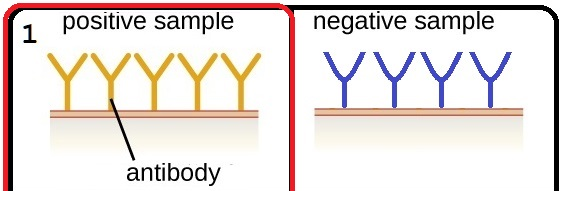 1
positive sample
negative sample
antibody